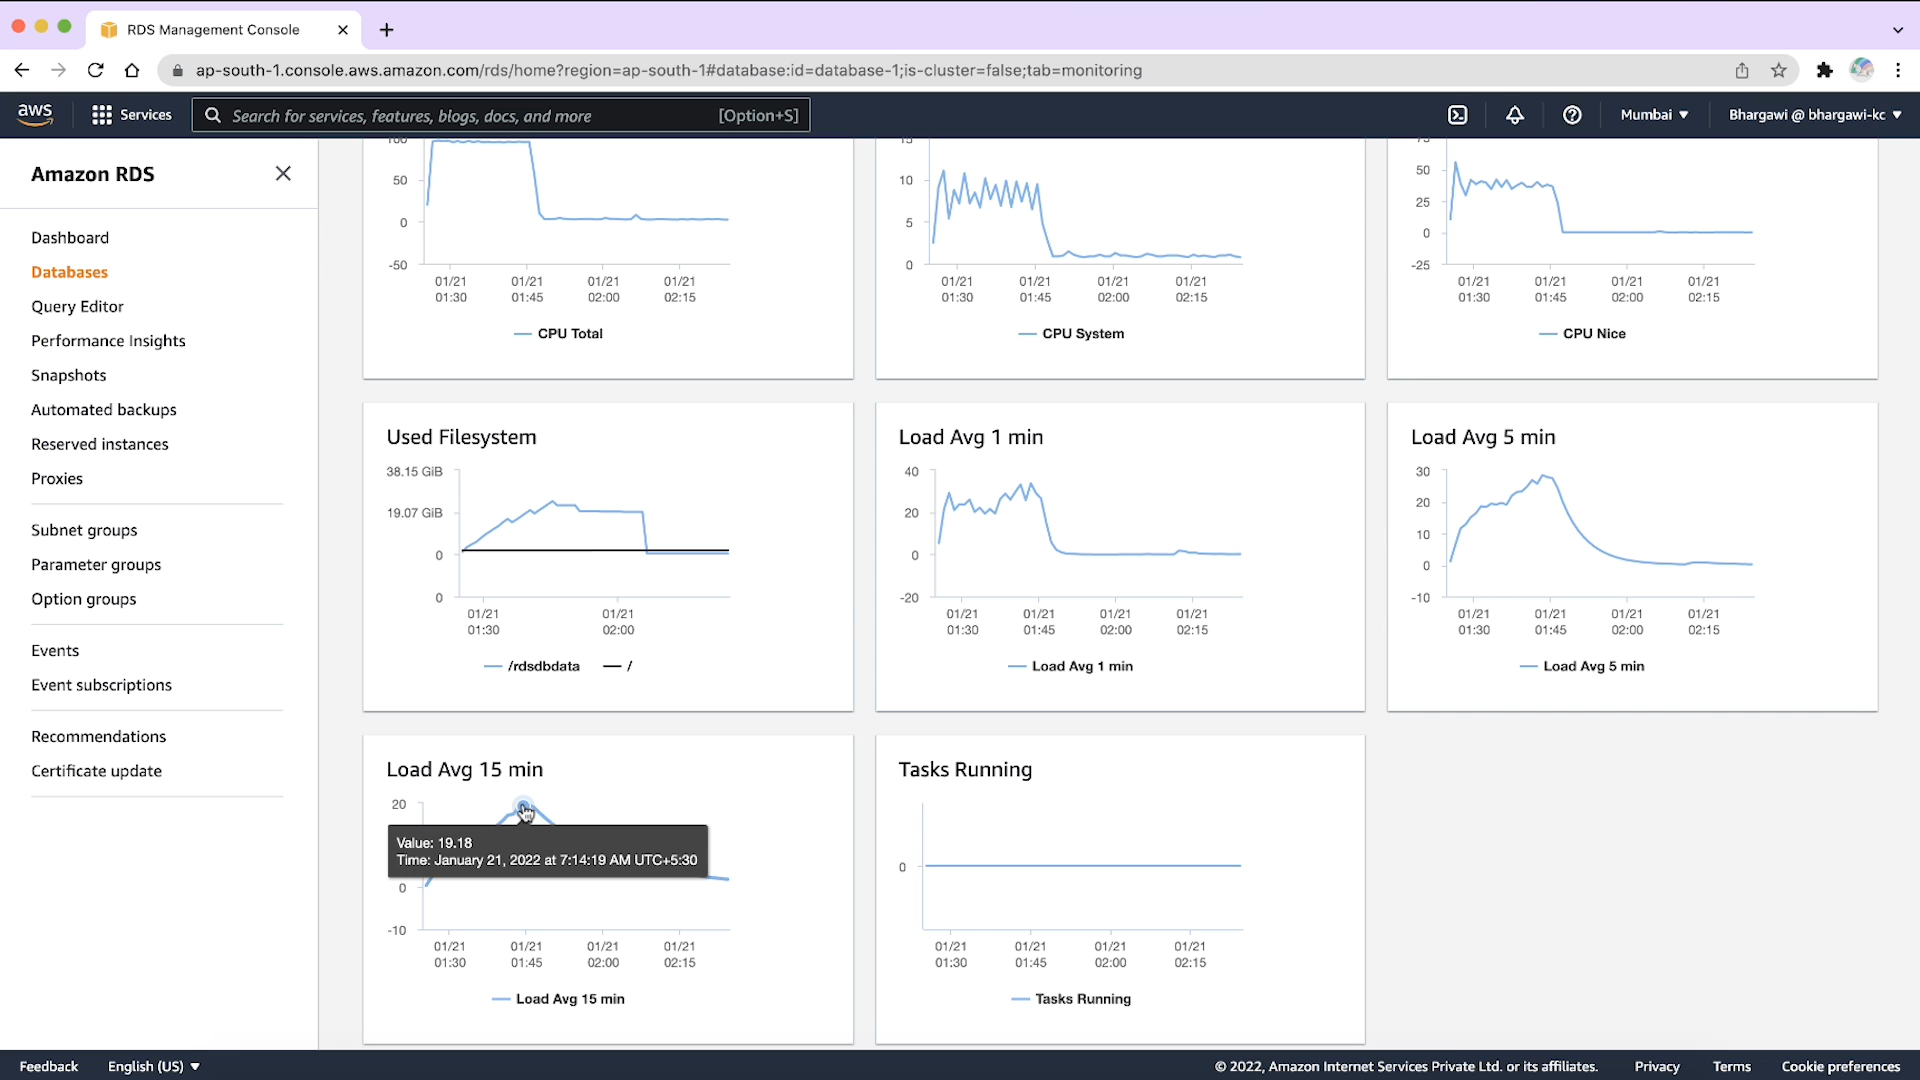 RDS Management Console
ap-south-1.console.aws.amazon.com/rds/home?region=ap-south-1#database:id=database-1;is-cluster=false;tab=monitoring
aws
Services
Search for services, features, blogs, docs, and more
[Option+S]
Mumbai
Bhargawi @ bhargawi-kc
Amazon RDS
Dashboard
Databases
Query Editor
Performance Insights
Snapshots
Automated backups
Reserved instances
Proxies
Subnet groups
Parameter groups
Option groups
Events
Event subscriptions
Recommendations
Certificate update
100
50
0
-50
01/21 01/21 01/21 01/21
01:30 01:45 02:00 02:15
CPU Total
15
10
5
0
01/21 01/21 01/21 01/21
01:30 01:45 02:00 02:15
CPU System
75
50
25
0
-25
01/21 01/21 01/21 01/21
01:30 01:45 02:00 02:15
CPU Nice
Used Filesystem
38.15 GiB
19.07 GiB
0
0
01/21 01/21
01:30 02:00
/rdsdbdata /
Load Avg 1 min
40
20
0
-20
01/21 01/21 01/21 01/21
01:30 01:45 02:00 02:15
Load Avg 1 min
Load Avg 5 min
30
20
10
0
-10
01/21 01/21 01/21 01/21
01:30 01:45 02:00 02:15
Load Avg 5 min
Load Avg 15 min
20
Value: 19.18
Time: January 21, 2022 at 7:14:19 AM UTC+5:30
0
-10
01/21 01/21 01/21 01/21
01:30 01:45 02:00 02:15
Load Avg 15 min
Tasks Running
0
01/21 01/21 01/21 01/21
01:30 01:45 02:00 02:15
Tasks Running
Feedback
English (US)
© 2022, Amazon Internet Services Private Ltd. or its affiliates.
Privacy
Terms
Cookie preferences